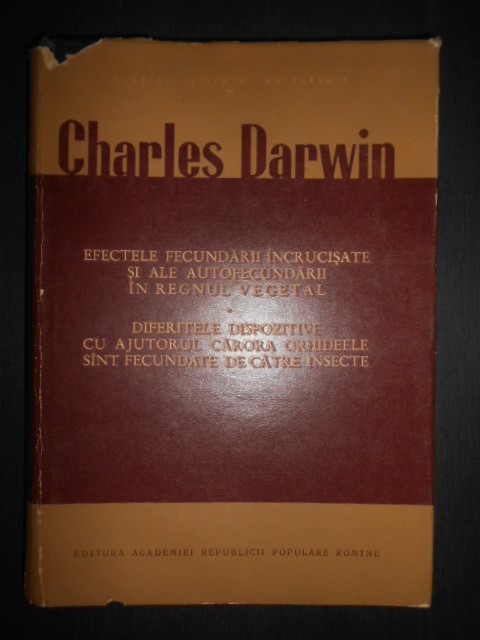 Charles Darwin
EFECTELE FECUNDĂRII ÎNCRUCIȘATE
ȘI ALE AUTOFECUNDĂRII
ÎN REGNUL VEGETAL
DIFERITELE DISPOZITIVE
CU AJUTORUL CĂRORA ORHIDEELE
SÎNT FECUNDATE DE CĂTRE INSECTE
EDITURA ACADEMIEI REPUBLICII POPULARE ROMINE